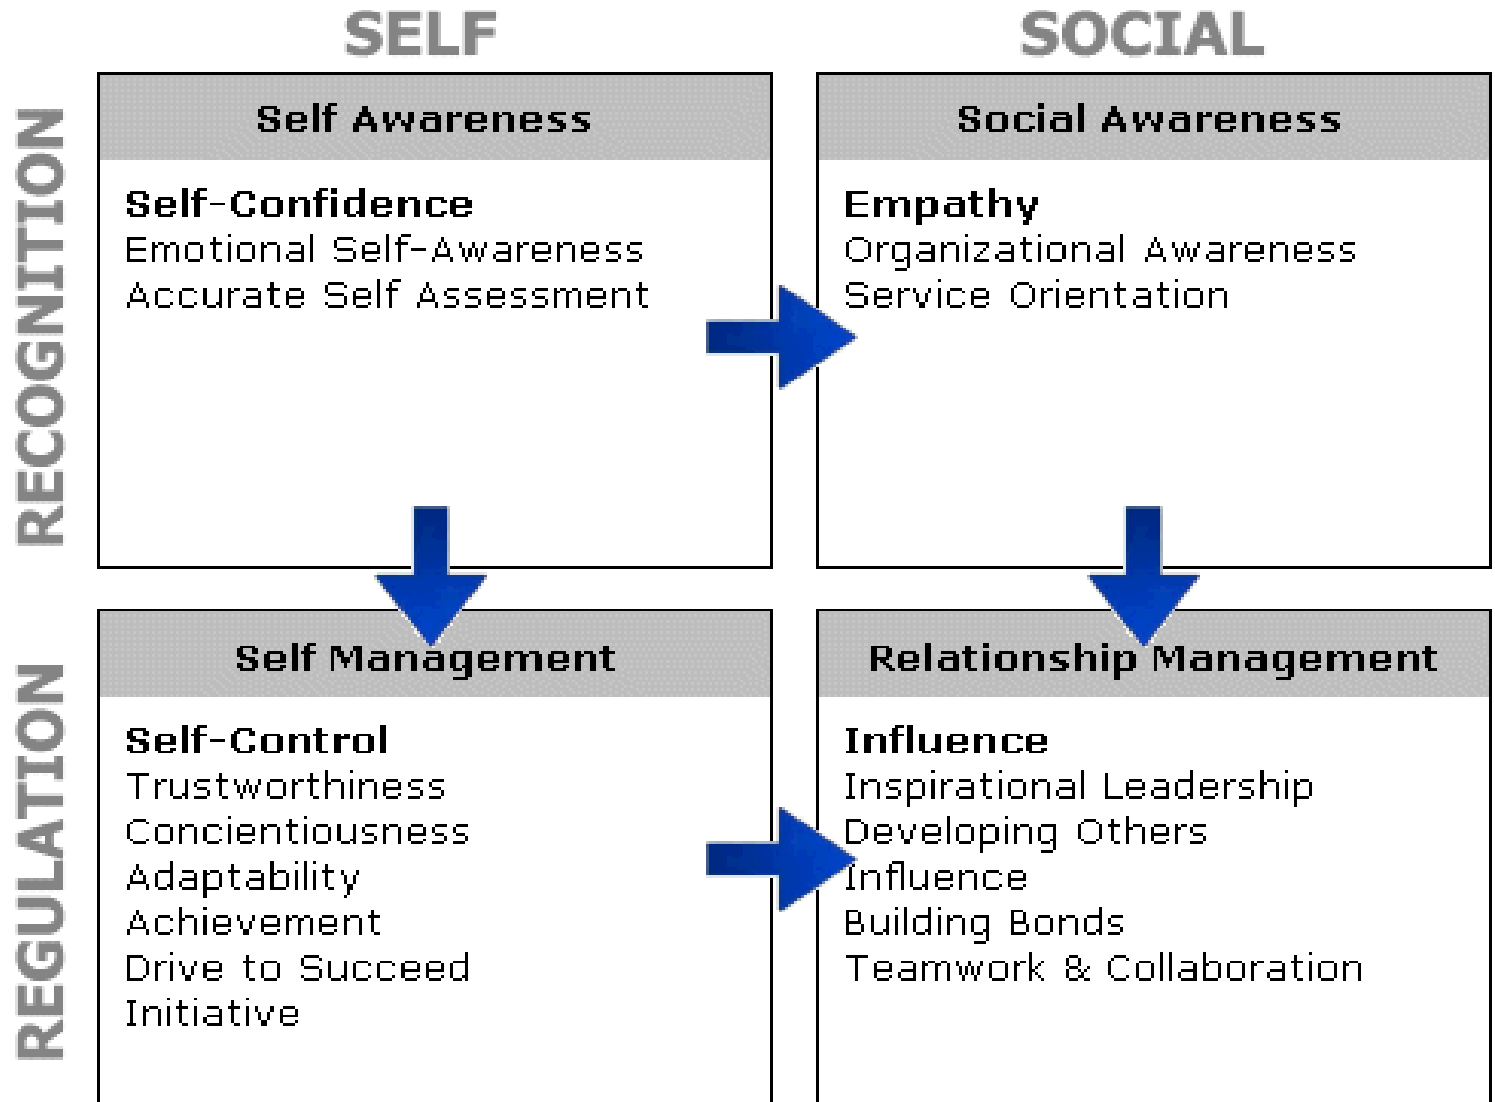 SELF
SOCIAL
RECOGNITION
Self Awareness
Self-Confidence
Emotional Self-Awareness
Accurate Self Assessment
Social Awareness
Empathy
Organizational Awareness
Service Orientation
REGULATION
Self Management
Self-Control
Trustworthiness
Concientiousness
Adaptability
Achievement
Drive to Succeed
Initiative
Relationship Management
Influence
Inspirational Leadership
Developing Others
Influence
Building Bonds
Teamwork & Collaboration